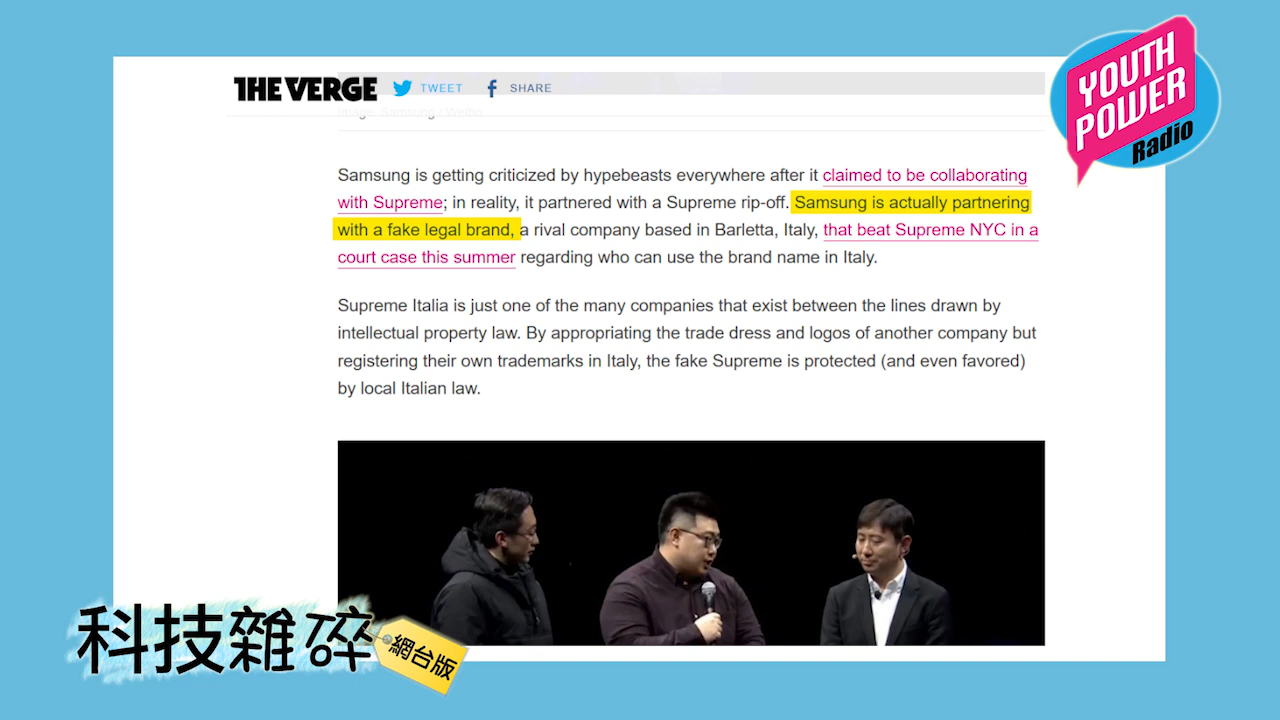 THE VERGE TWEET SHARE
Image: Samsung / Weibo
Samsung is getting criticized by hypebeasts everywhere after it claimed to be collaborating
with Supreme; in reality, it partnered with a Supreme rip-off. Samsung is actually partnering
with a fake legal brand, a rival company based in Barletta, Italy, that beat Supreme NYC in a
court case this summer regarding who can use the brand name in Italy.
Supreme Italia is just one of the many companies that exist between the lines drawn by
intellectual property law. By appropriating the trade dress and logos of another company but
registering their own trademarks in Italy, the fake Supreme is protected (and even favored)
by local Italian law.
YOUTH
POWER
Radio
科技雜碎
網台版